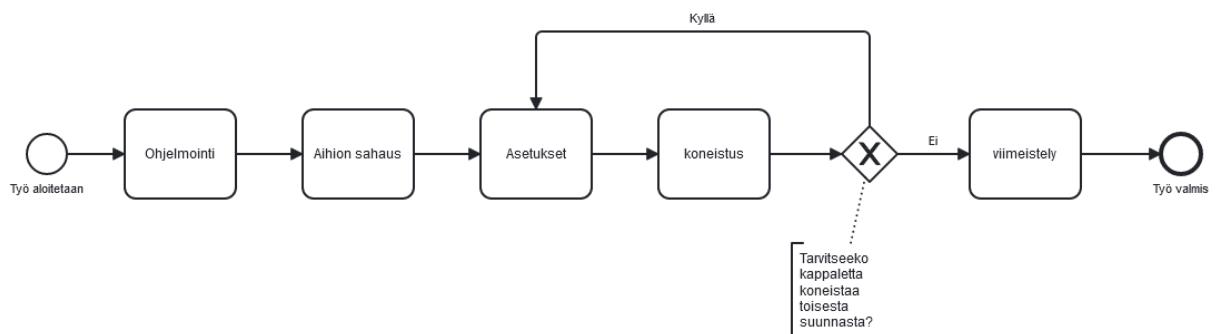 Kyllä
Ohjelmointi
Aihion sahaus
Asetukset
koneistus
X
Ei
viimeistely
Työ aloitetaan
Työ valmis
Tarvitseeko
kappaletta
koneistaa
toisesta
suunnasta?